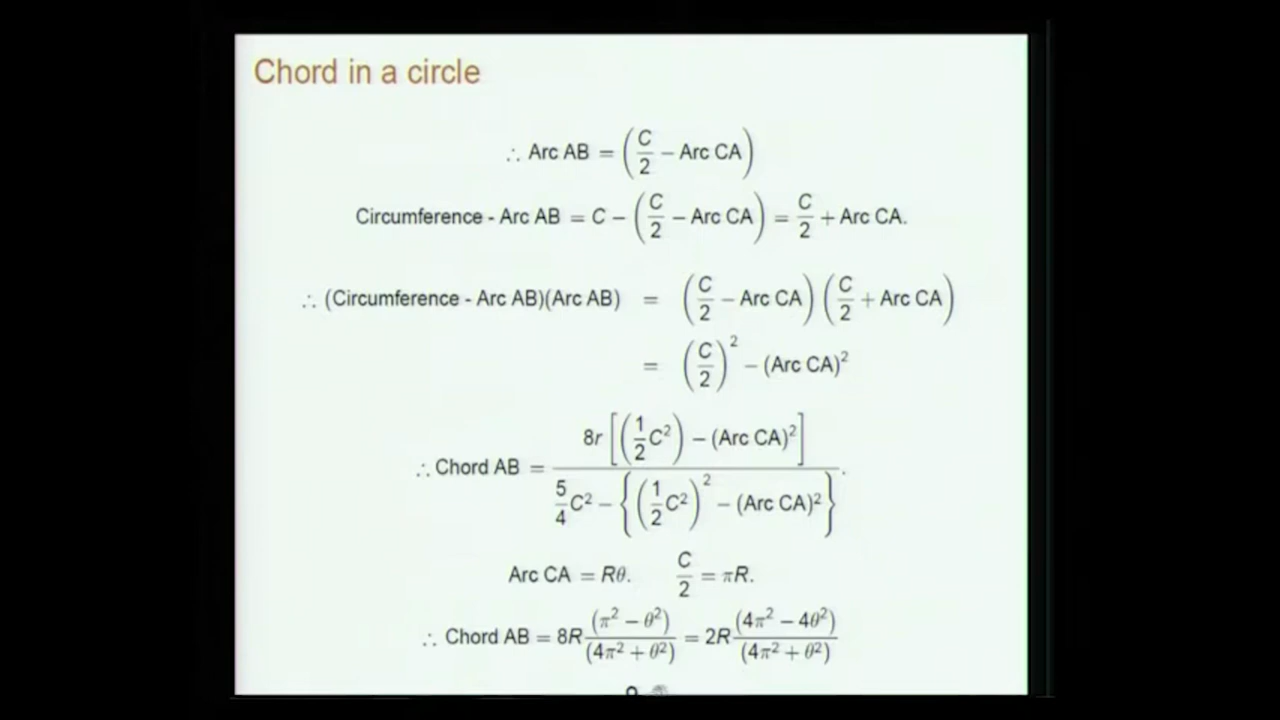 Chord in a circle
∴ Arc AB = (C/2 − Arc CA)
Circumference - Arc AB = C − (C/2 − Arc CA) = C/2 + Arc CA.
∴ (Circumference - Arc AB)(Arc AB) = (C/2 − Arc CA)(C/2 + Arc CA)
= (C/2)² − (Arc CA)²
∴ Chord AB = 8r[(1/2 C²) − (Arc CA)²] / 5/4 C² − {(1/2 C²)² − (Arc CA)²}.
Arc CA = Rθ. C/2 = πR.
∴ Chord AB = 8R (π² − θ²)/(4π² + θ²) = 2R (4π² − 4θ²)/(4π² + θ²)